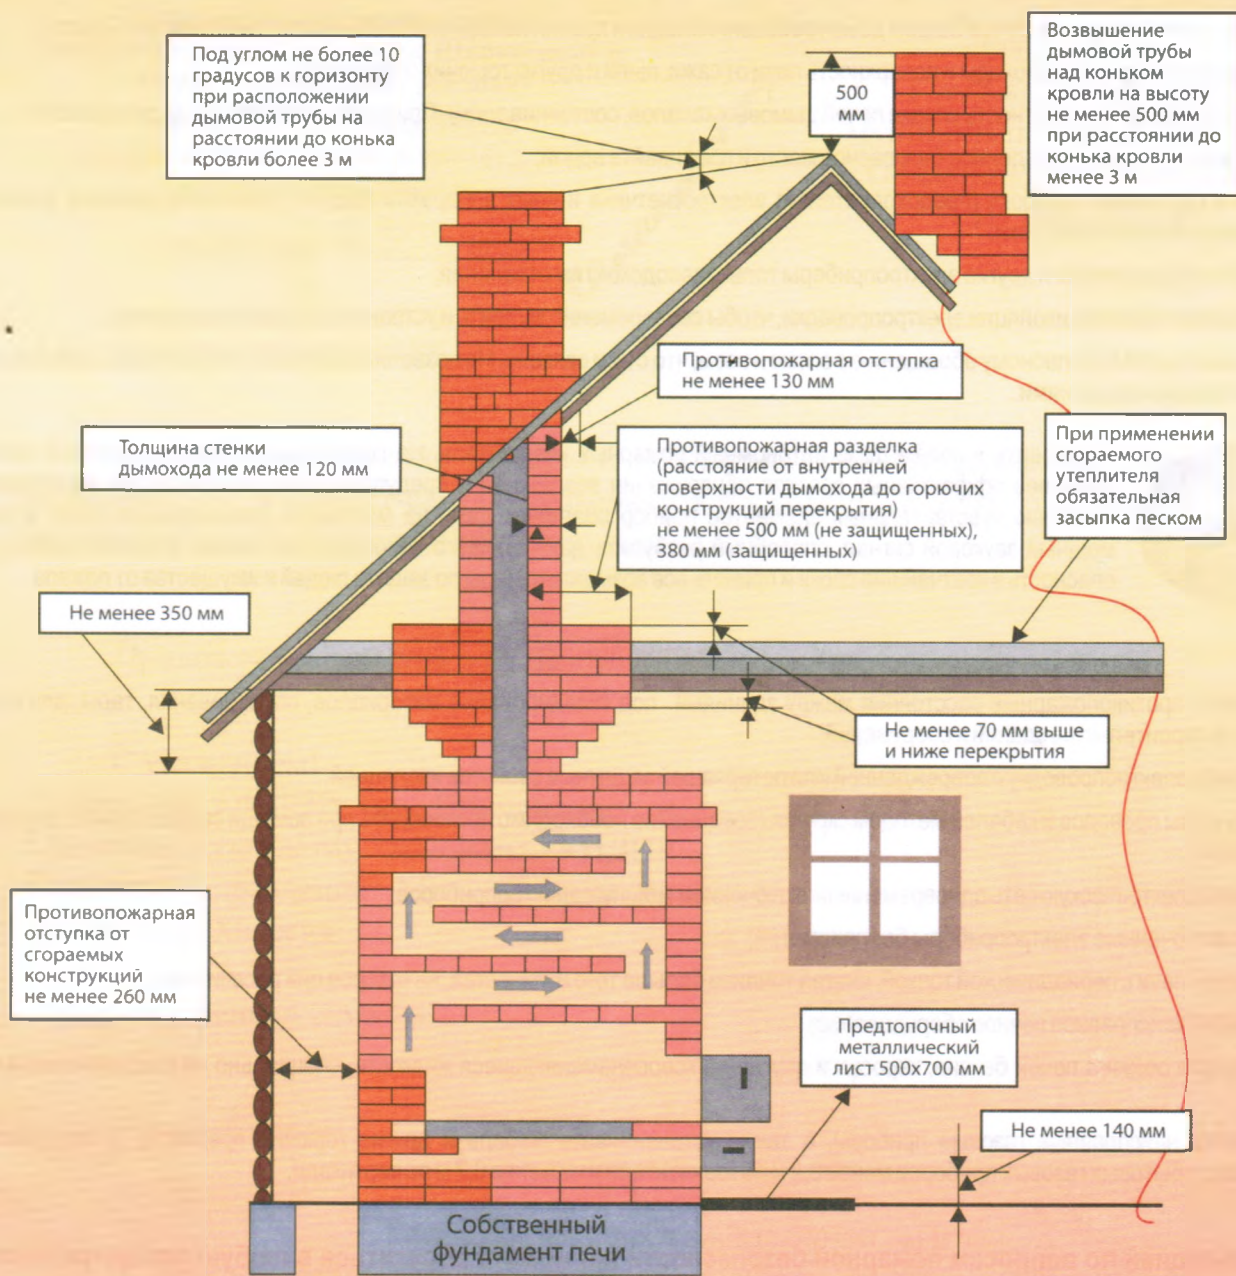 Под углом не более 10
градусов к горизонту
при расположении
дымовой трубы на
расстоянии до конька
кровли более 3 м
500
мм
Возвышение
дымовой трубы
над коньком
кровли на высоту
не менее 500 мм
при расстоянии до
конька кровли
менее 3 м
Противопожарная отступка
не менее 130 мм
Толщина стенки
дымохода не менее 120 мм
Противопожарная разделка
(расстояние от внутренней
поверхности дымохода до горючих
конструкций перекрытия)
не менее 500 мм (не защищенных),
380 мм (защищенных)
При применении
сгораемого
утеплителя
обязательная
засыпка песком
Не менее 350 мм
Не менее 70 мм выше
и ниже перекрытия
Противопожарная
отступка от
сгораемых
конструкций
не менее 260 мм
Предтопочный
металлический
лист 500х700 мм
Не менее 140 мм
Собственный
фундамент печи